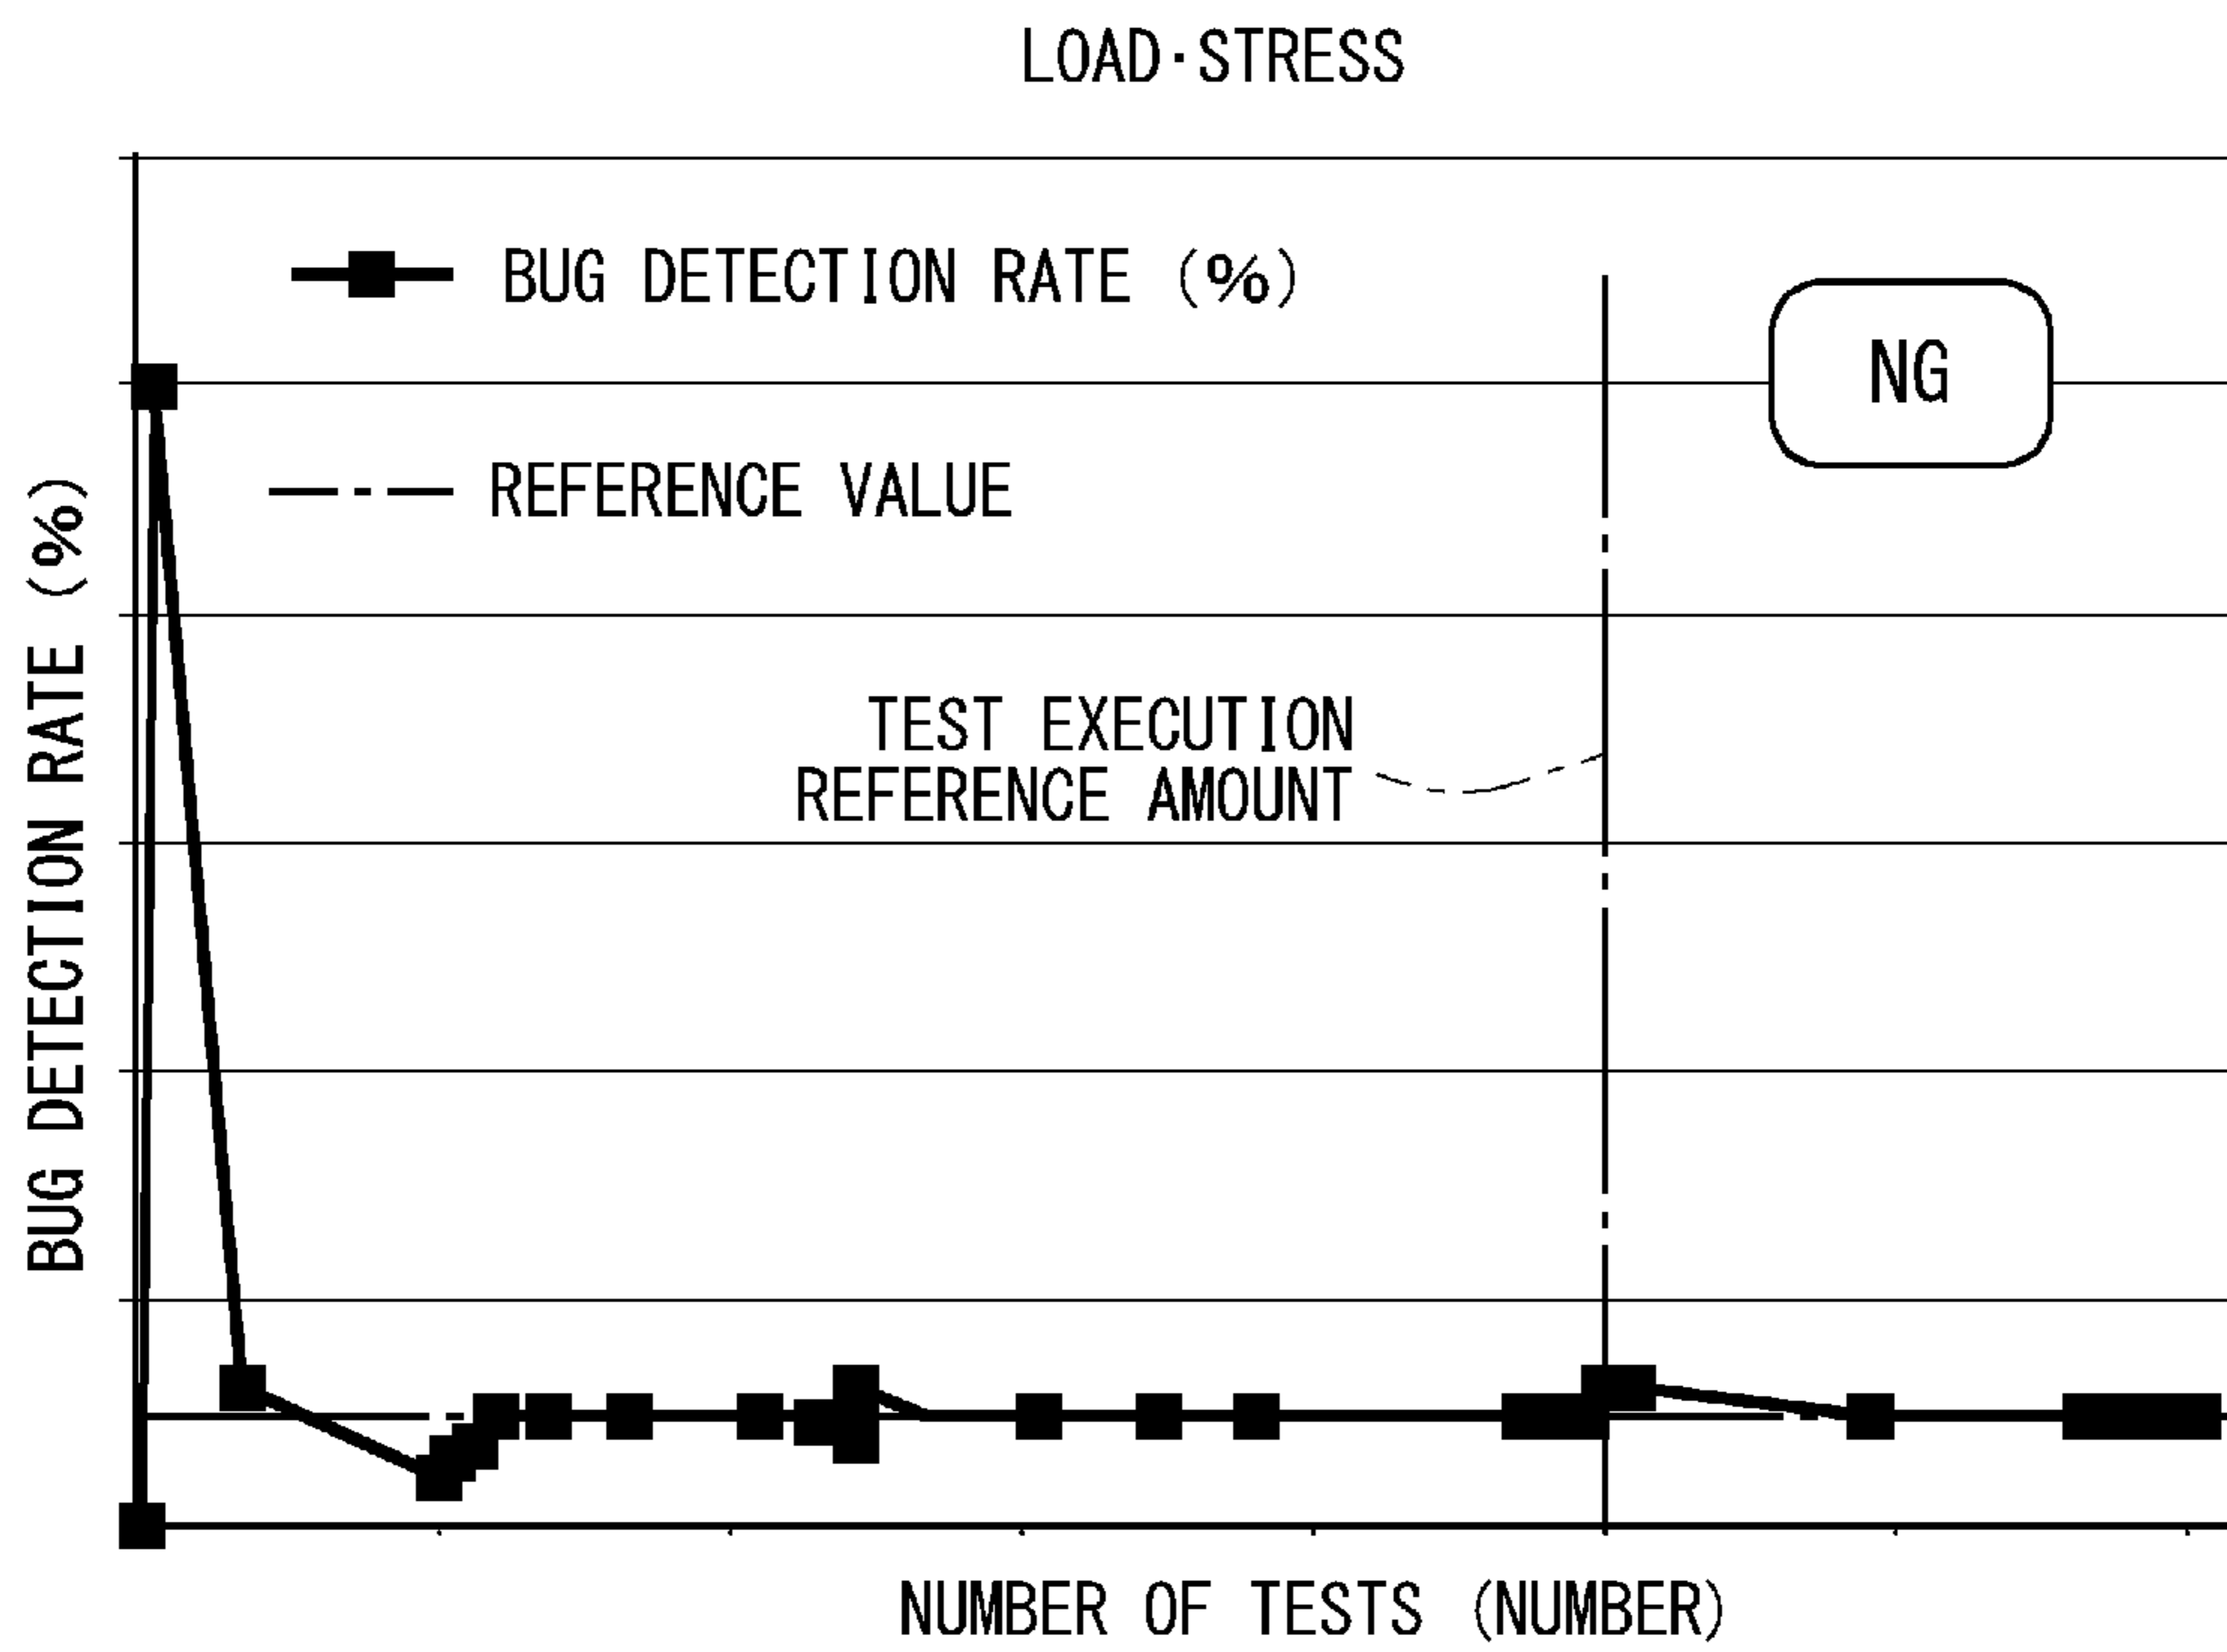 LOAD·STRESS
BUG DETECTION RATE (%)
NG
REFERENCE VALUE
TEST EXECUTION
REFERENCE AMOUNT
BUG DETECTION RATE (%)
NUMBER OF TESTS (NUMBER)